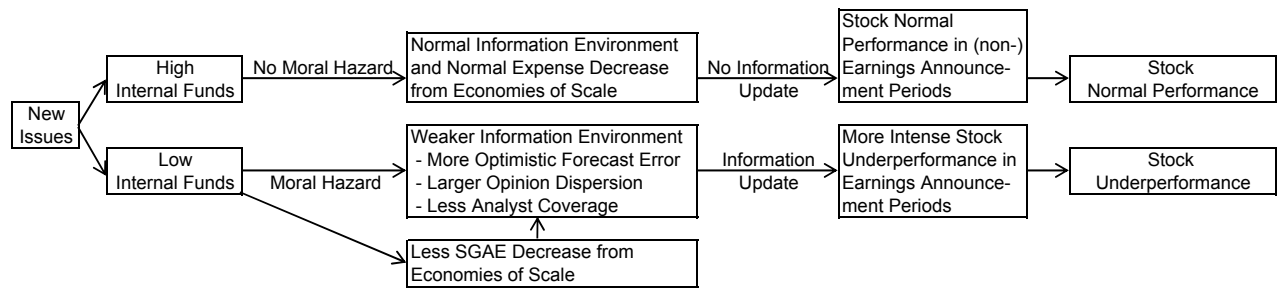 New
Issues
High
Internal Funds
No Moral Hazard
Normal Information Environment
and Normal Expense Decrease
from Economies of Scale
No Information
Update
Stock Normal
Performance in (non-)
Earnings Announce-
ment Periods
Stock
Normal Performance
Low
Internal Funds
Moral Hazard
Weaker Information Environment
- More Optimistic Forecast Error
- Larger Opinion Dispersion
- Less Analyst Coverage
Information
Update
More Intense Stock
Underperformance in
Earnings Announce-
ment Periods
Stock
Underperformance
Less SGAE Decrease from
Economies of Scale